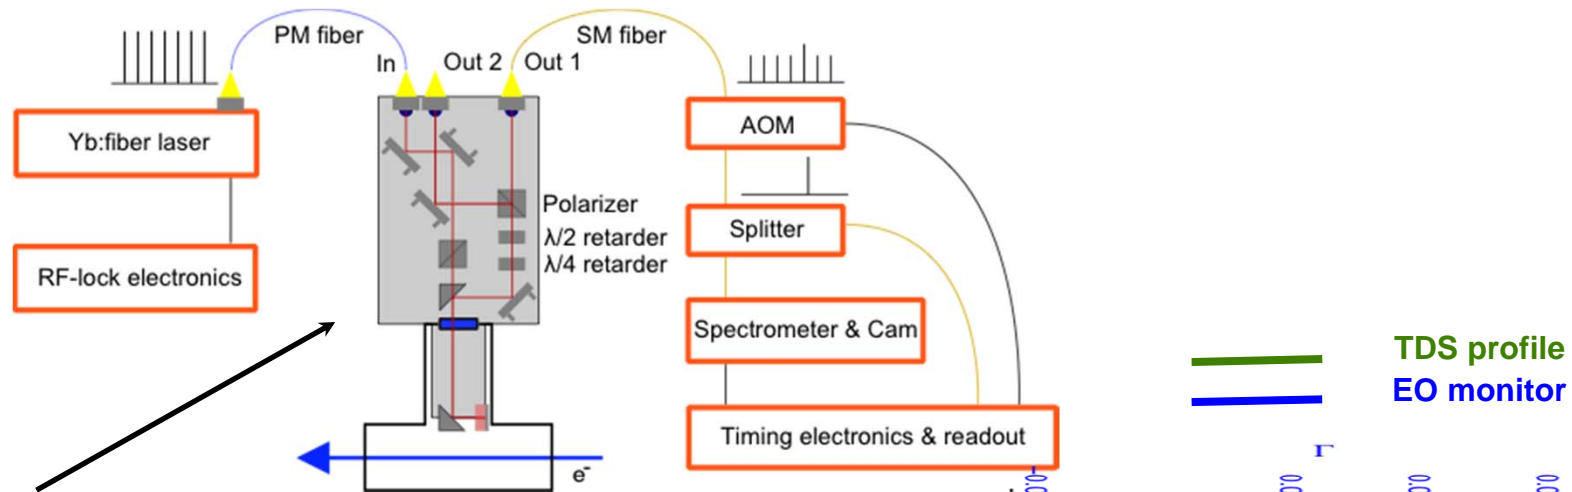 PM fiber
SM fiber
In
Out 2
Out 1
Yb:fiber laser
AOM
Polarizer
λ/2 retarder
λ/4 retarder
Splitter
RF-lock electronics
Spectrometer & Cam
TDS profile
EO monitor
Timing electronics & readout
e-